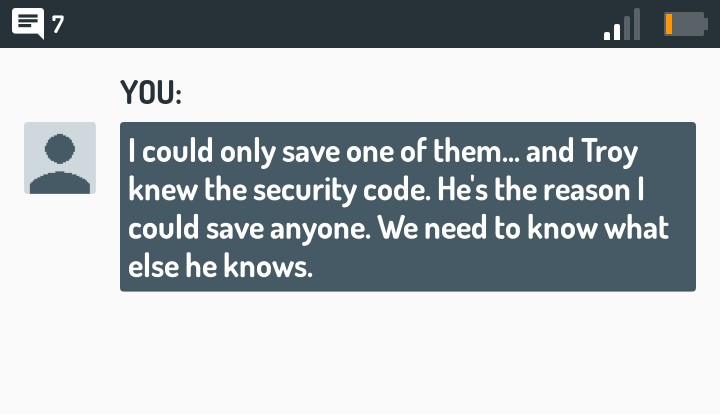 7
YOU:
I could only save one of them... and Troy
knew the security code. He's the reason I
could save anyone. We need to know what
else he knows.